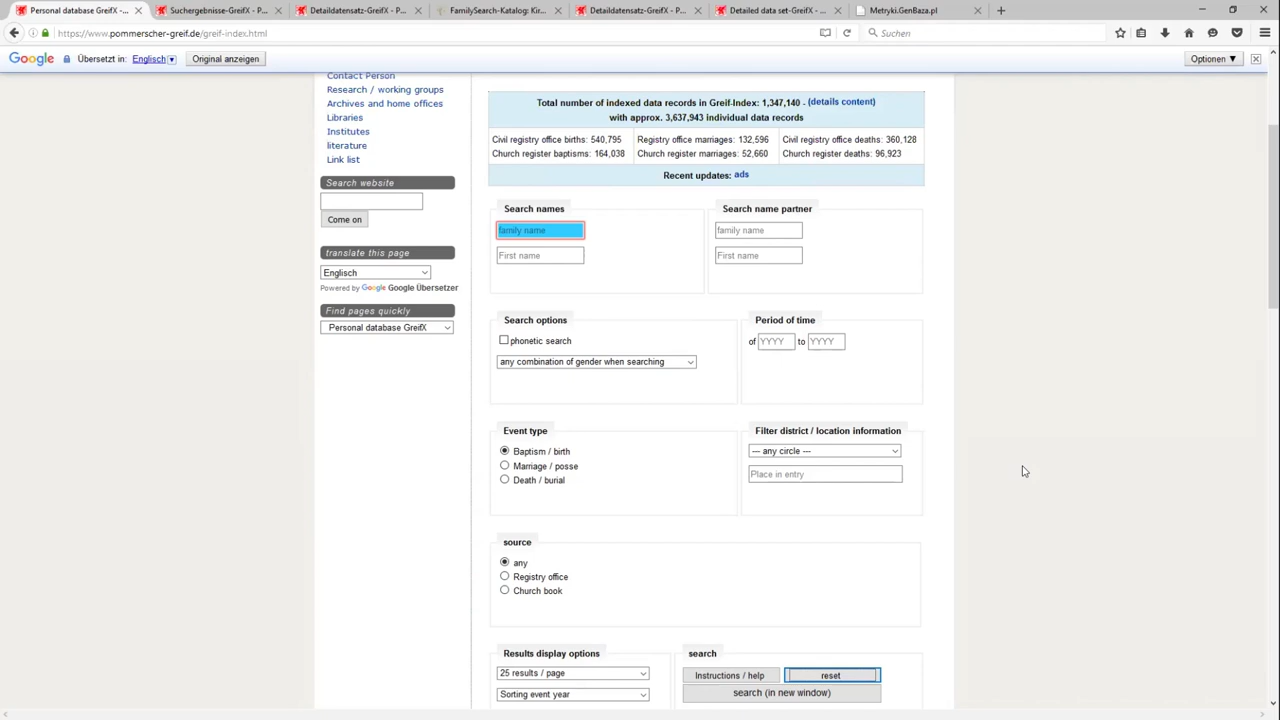 Personal database GreifX -...
Suchergebnisse-GreifX - P...
Detaildatensatz-GreifX - P...
FamilySearch-Katalog: Kir...
Detaildatensatz-GreifX - P...
Detailed data set-GreifX -...
Metryki.GenBaza.pl
https://www.pommerscher-greif.de/greif-index.html
Suchen
Google Übersetzt in: Englisch Original anzeigen Optionen
Contact Person
Research / working groups
Archives and home offices
Libraries
Institutes
literature
Link list
Search website
Come on
translate this page
Englisch
Powered by Google Google Übersetzer
Find pages quickly
Personal database GreifX
Total number of indexed data records in Greif-Index: 1,347,140 - (details content)
with approx. 3,637,943 individual data records
Civil registry office births: 540,795 Registry office marriages: 132,596 Civil registry office deaths: 360,128
Church register baptisms: 164,038 Church register marriages: 52,660 Church register deaths: 96,923
Recent updates: ads
Search names
family name
First name
Search name partner
family name
First name
Search options
phonetic search
any combination of gender when searching
Period of time
of YYYY to YYYY
Event type
Baptism / birth
Marriage / posse
Death / burial
Filter district / location information
--- any circle ---
Place in entry
source
any
Registry office
Church book
Results display options
25 results / page
Sorting event year
search
Instructions / help reset
search (in new window)